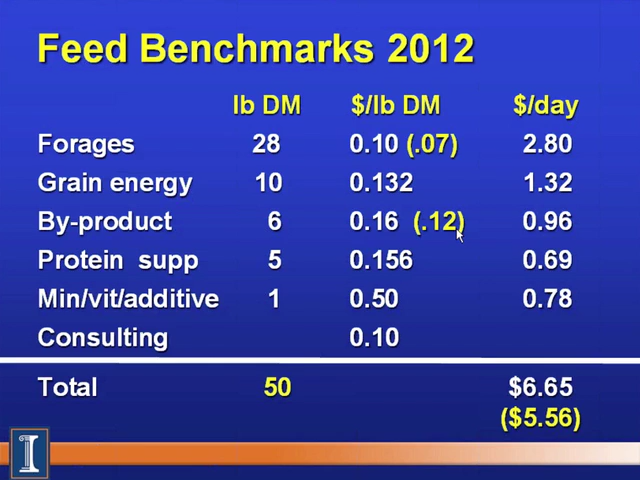 Feed Benchmarks 2012
lb DM $/lb DM $/day
Forages 28 0.10 (.07) 2.80
Grain energy 10 0.132 1.32
By-product 6 0.16 (.12) 0.96
Protein supp 5 0.156 0.69
Min/vit/additive 1 0.50 0.78
Consulting 0.10
Total 50 $6.65
($5.56)
I